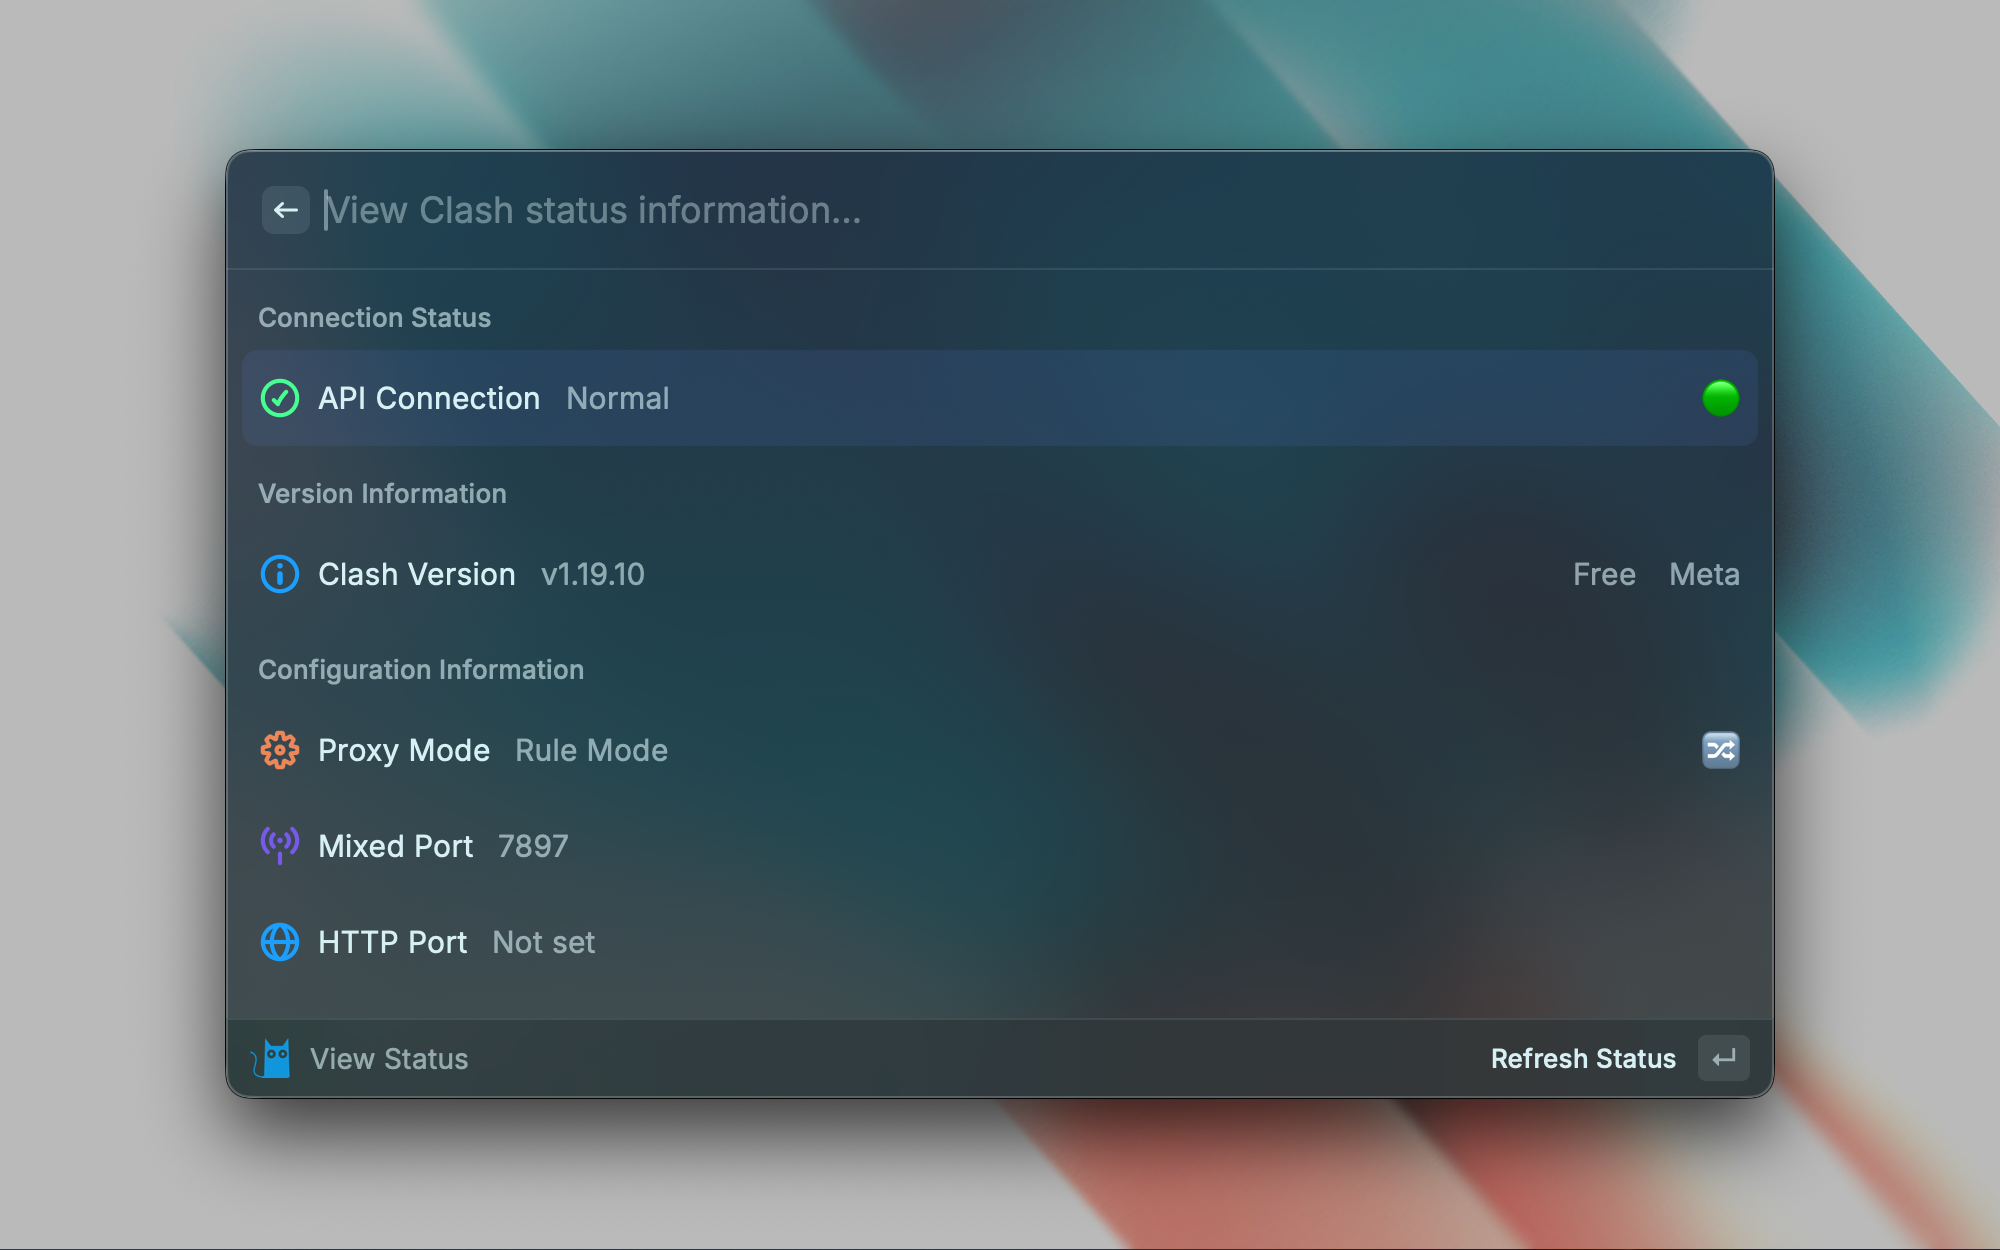 View Clash status information...
Connection Status
API Connection Normal
Version Information
Clash Version v1.19.10 Free Meta
Configuration Information
Proxy Mode Rule Mode
Mixed Port 7897
HTTP Port Not set
View Status Refresh Status